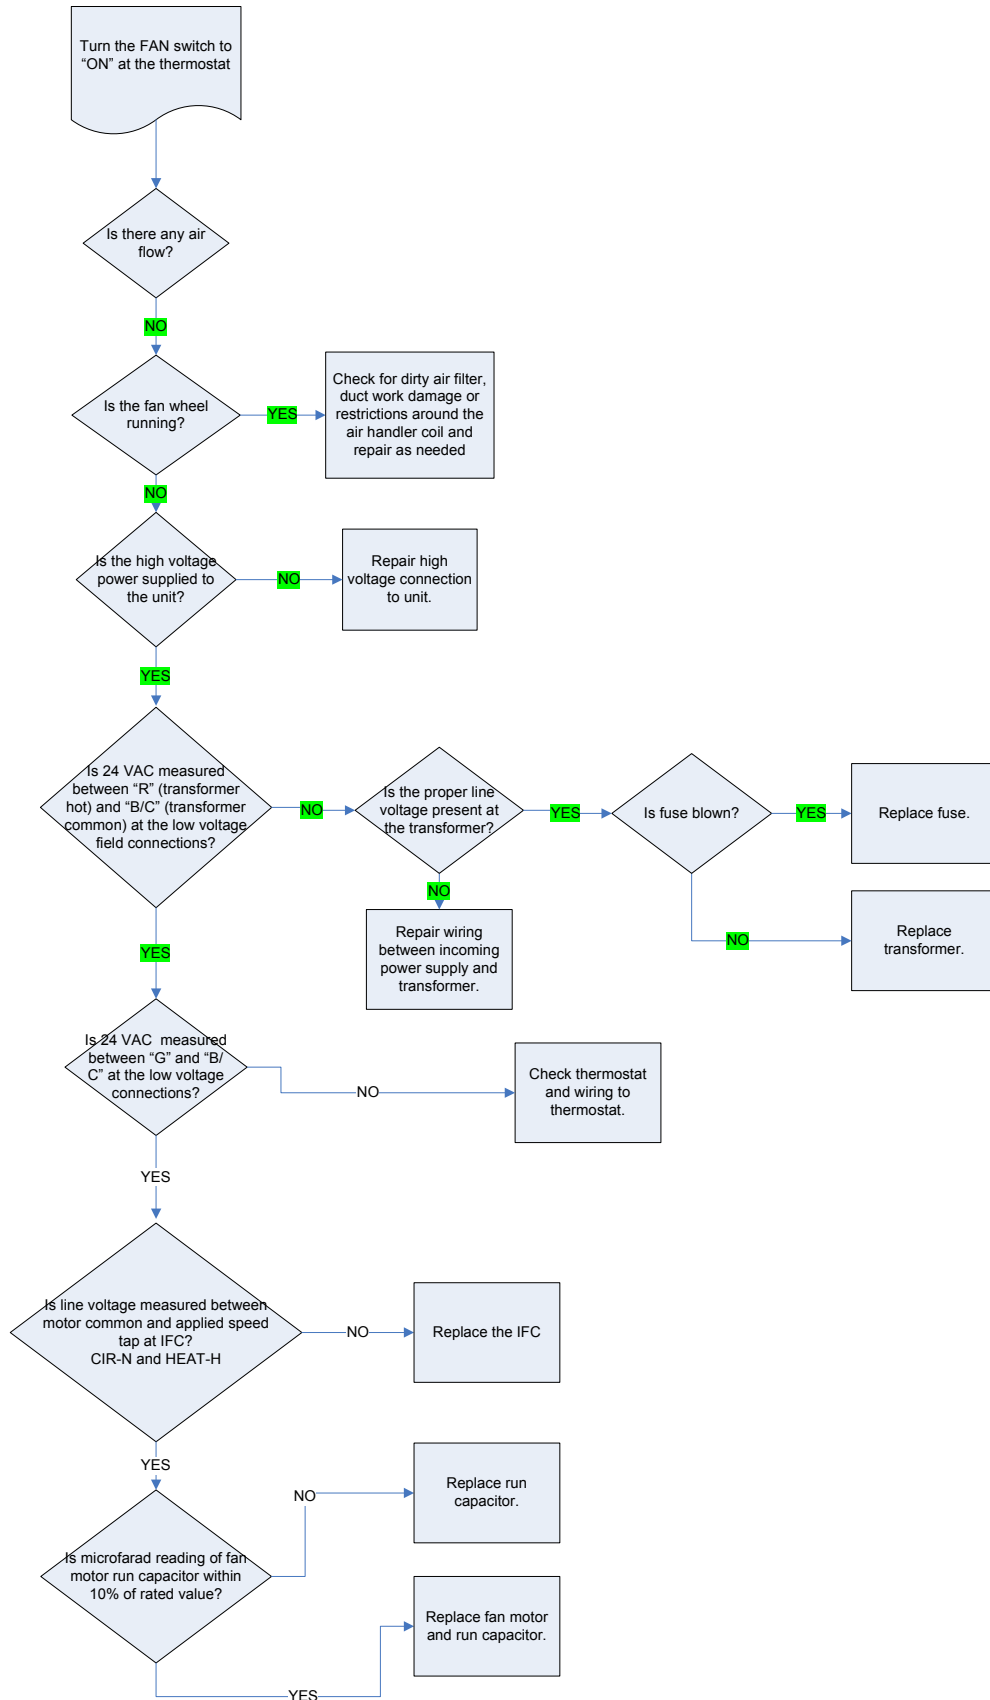 Turn the FAN switch to
“ON” at the thermostat
Is there any air
flow?
NO
Is the fan wheel
running?
YES
Check for dirty air filter,
duct work damage or
restrictions around the
air handler coil and
repair as needed
NO
Is the high voltage
power supplied to
the unit?
NO
Repair high
voltage connection
to unit.
YES
Is 24 VAC measured
between “R” (transformer
hot) and “B/C” (transformer
common) at the low voltage
field connections?
NO
Is the proper line
voltage present at
the transformer?
YES
Is fuse blown?
YES
Replace fuse.
NO
Repair wiring
between incoming
power supply and
transformer.
NO
Replace
transformer.
YES
Is 24 VAC  measured
between “G” and “B/
C” at the low voltage
connections?
NO
Check thermostat
and wiring to
thermostat.
YES
Is line voltage measured between
motor common and applied speed
tap at IFC?
CIR-N and HEAT-H
NO
Replace the IFC
YES
Is microfarad reading of fan
motor run capacitor within
10% of rated value?
NO
Replace run
capacitor.
YES
Replace fan motor
and run capacitor.